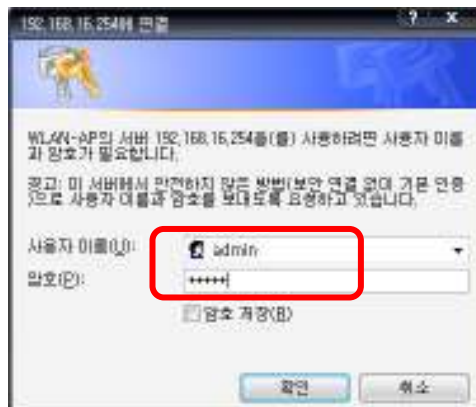 192.168.16.254에 연결
WLAN-AP의 서버 192.168.16.254을(를) 사용하려면 사용자 이름
과 암호가 필요합니다.
경고: 이 서버에서 안전하지 않은 방법(보안 연결 없이 기본 인증
)으로 사용자 이름과 암호를 보내도록 요청하고 있습니다.
사용자 이름(U):
admin
암호(P):
*****
암호 저장(R)
확인
취소